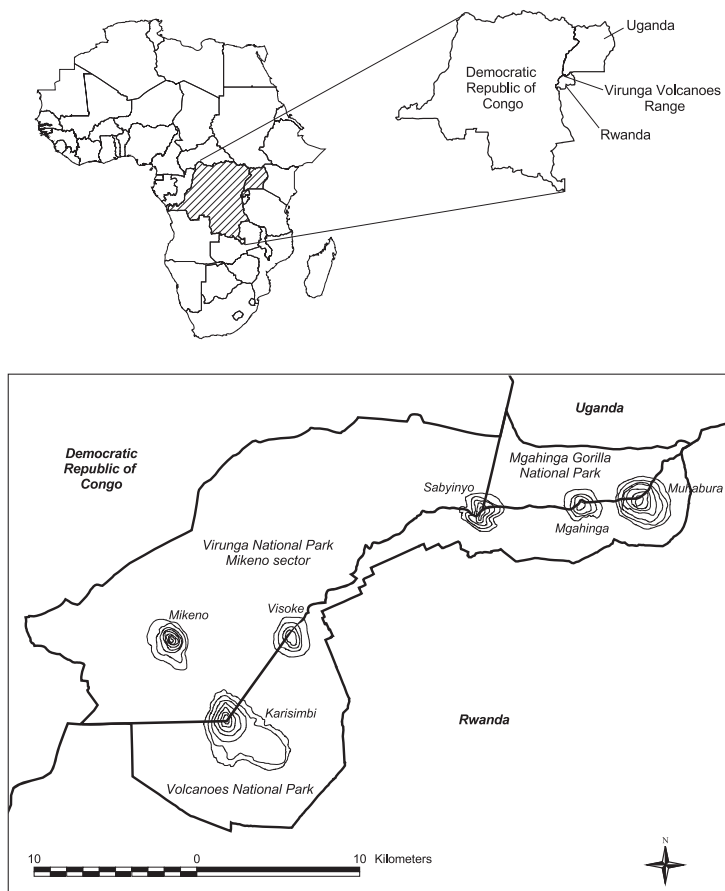 Uganda
Democratic
Republic of
Congo
Virunga Volcanoes
Range
Rwanda
Uganda
Democratic
Republic of
Congo
Mgahinga Gorilla
National Park
Sabyinyo
Muhabura
Mgahinga
Virunga National Park
Mikeno sector
Mikeno
Visoke
Karisimbi
Rwanda
Volcanoes National Park
10 0 10 Kilometers
N